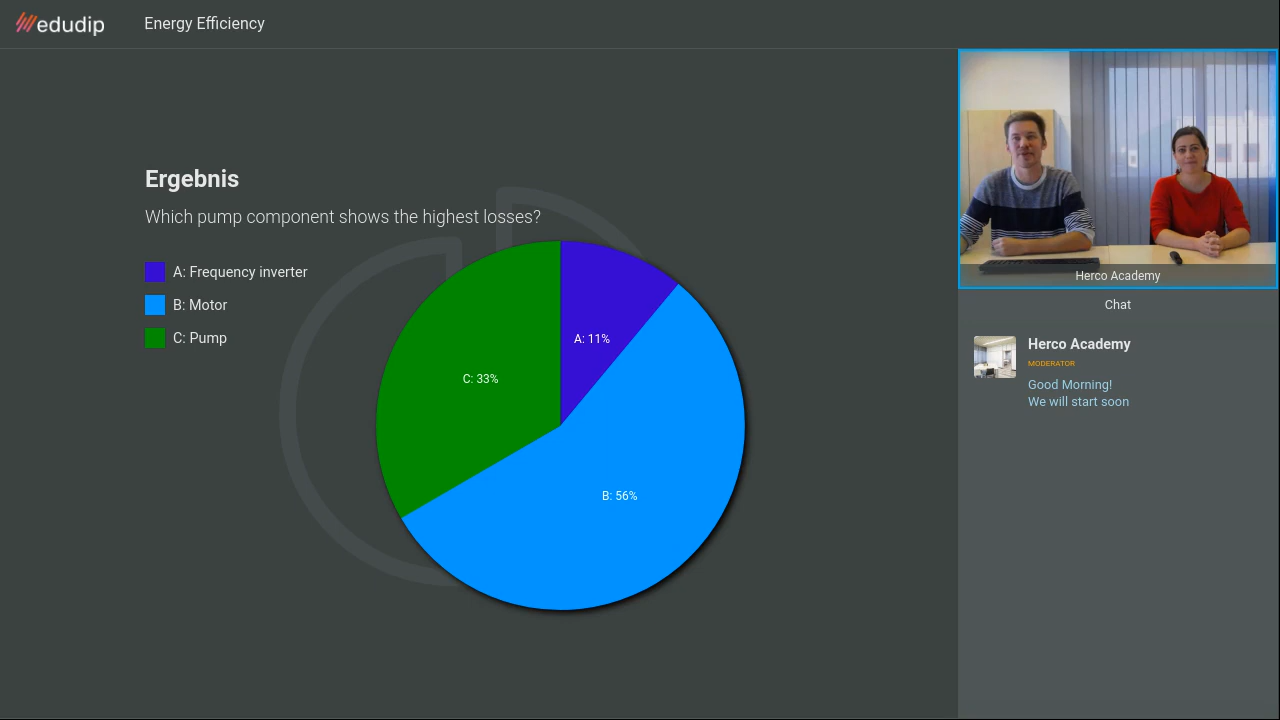 edudip
Energy Efficiency
Ergebnis
Which pump component shows the highest losses?
A: Frequency inverter
B: Motor
C: Pump
A: 11%
C: 33%
B: 56%
Herco Academy
Chat
Herco Academy
MODERATOR
Good Morning!
We will start soon